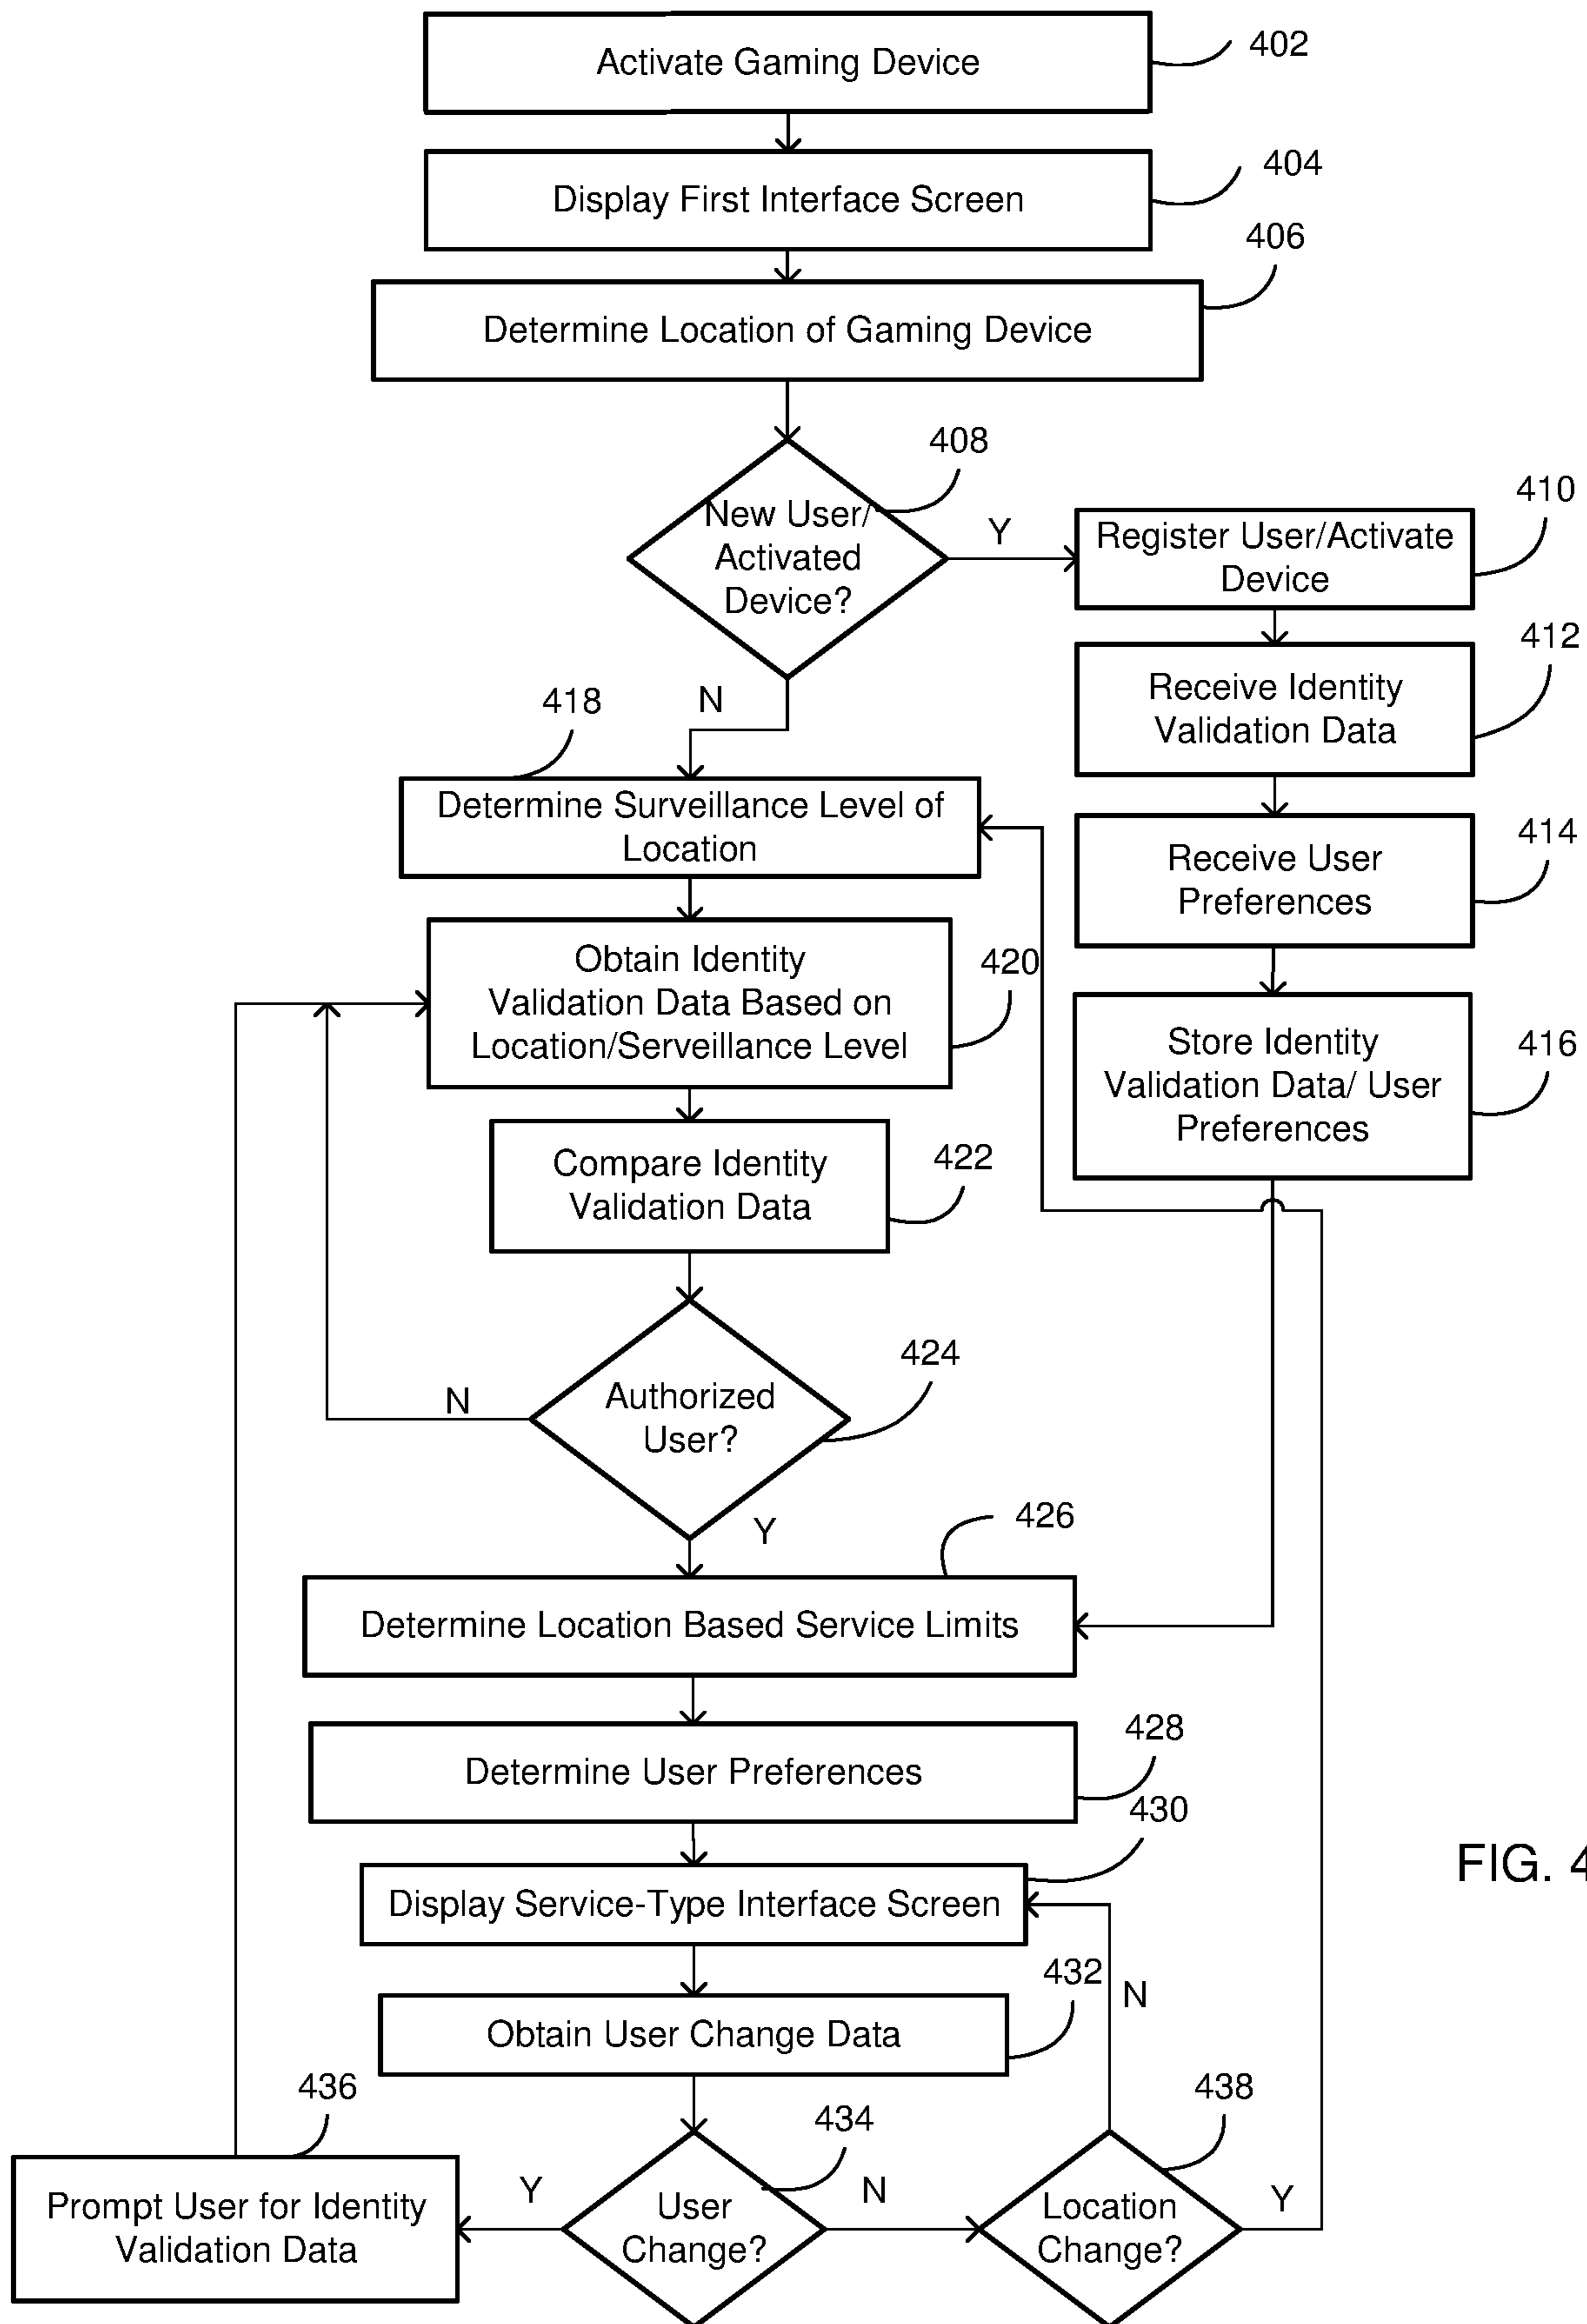 Activate Gaming Device
402
Display First Interface Screen
404
406
Determine Location of Gaming Device
408
New User/
Activated
Device?
Y
N
410
Register User/Activate
Device
412
Receive Identity
Validation Data
414
Receive User
Preferences
416
Store Identity
Validation Data/ User
Preferences
418
Determine Surveillance Level of
Location
420
Obtain Identity
Validation Data Based on
Location/Serveillance Level
422
Compare Identity
Validation Data
424
Authorized
User?
N
Y
426
Determine Location Based Service Limits
428
Determine User Preferences
430
Display Service-Type Interface Screen
432
Obtain User Change Data
434
User
Change?
Y
N
436
Prompt User for Identity
Validation Data
438
Location
Change?
N
Y
FIG. 4